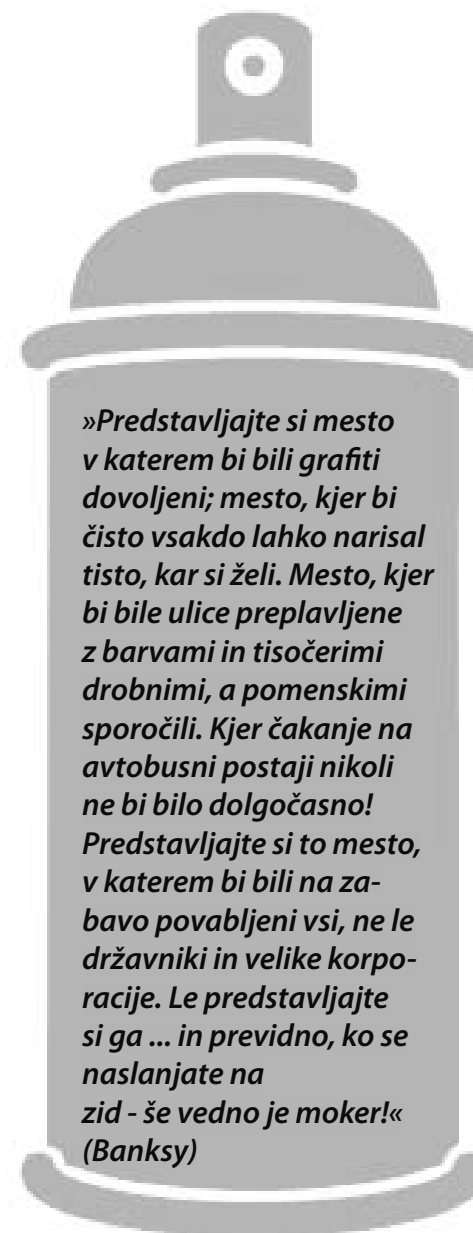 »Predstavljajte si mesto
v katerem bi bili grafiti
dovoljeni; mesto, kjer bi
čisto vsakdo lahko narisal
tisto, kar si želi. Mesto, kjer
bi bile ulice preplavljene
z barvami in tisočerimi
drobnimi, a pomenskimi
sporočili. Kjer čakanje na
avtobusni postaji nikoli
ne bi bilo dolgočasno!
Predstavljajte si to mesto,
v katerem bi bili na za-
bavo povabljeni vsi, ne le
državniki in velike korpo-
racije. Le predstavljajte
si ga ... in previdno, ko se
naslanjate na
zid - še vedno je moker!«
(Banksy)